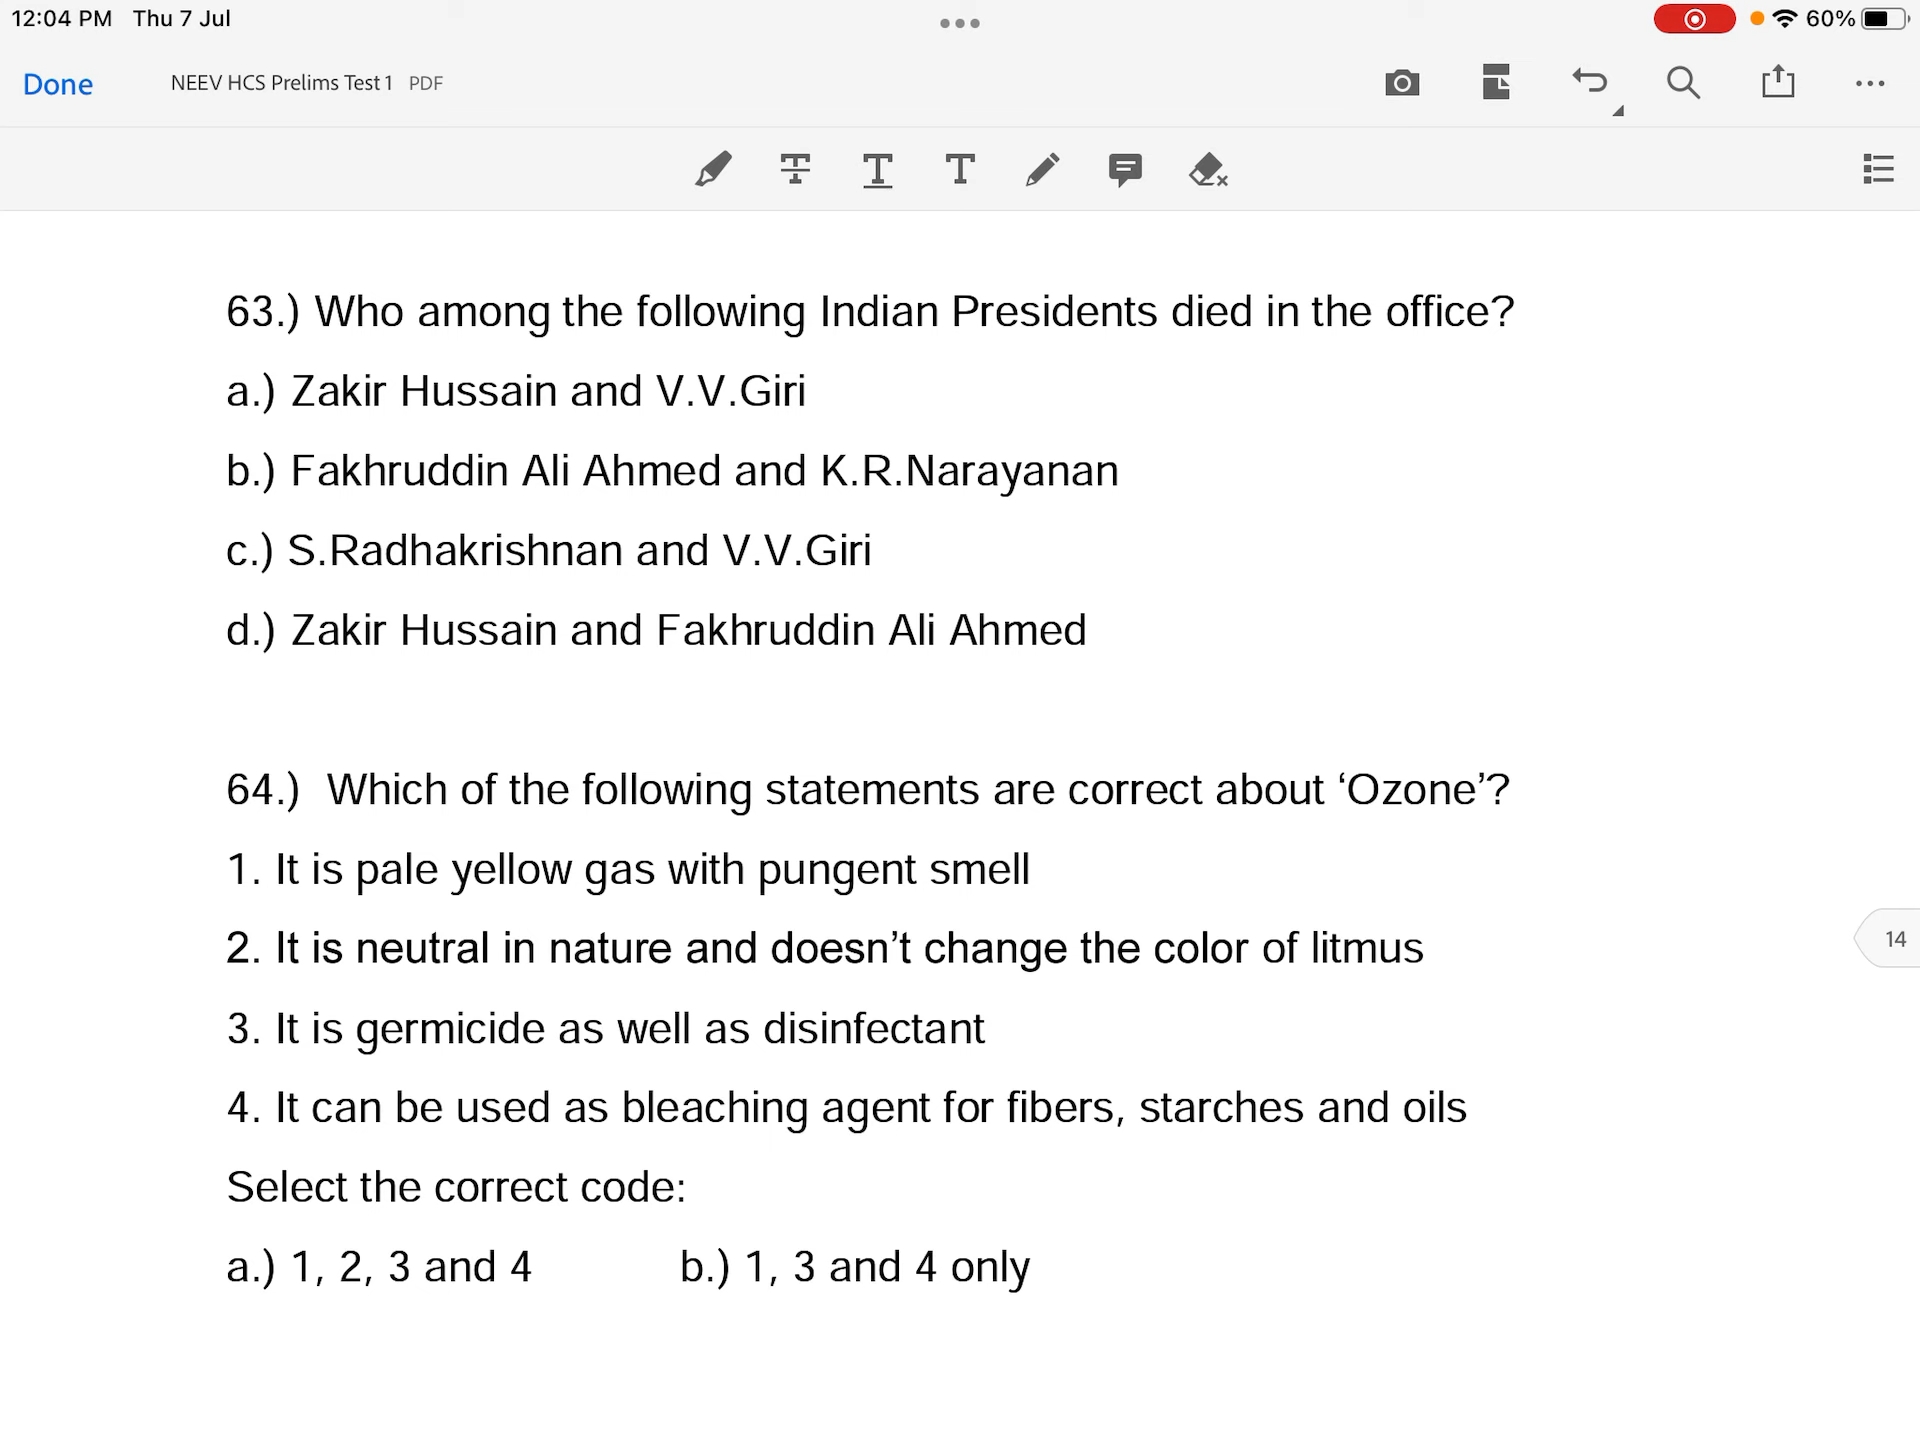 12:04 PM Thu 7 Jul
60%
Done
NEEV HCS Prelims Test 1 PDF
63.) Who among the following Indian Presidents died in the office?
a.) Zakir Hussain and V.V.Giri
b.) Fakhruddin Ali Ahmed and K.R.Narayanan
c.) S.Radhakrishnan and V.V.Giri
d.) Zakir Hussain and Fakhruddin Ali Ahmed
64.) Which of the following statements are correct about ‘Ozone’?
1. It is pale yellow gas with pungent smell
2. It is neutral in nature and doesn’t change the color of litmus
14
3. It is germicide as well as disinfectant
4. It can be used as bleaching agent for fibers, starches and oils
Select the correct code:
a.) 1, 2, 3 and 4 b.) 1, 3 and 4 only